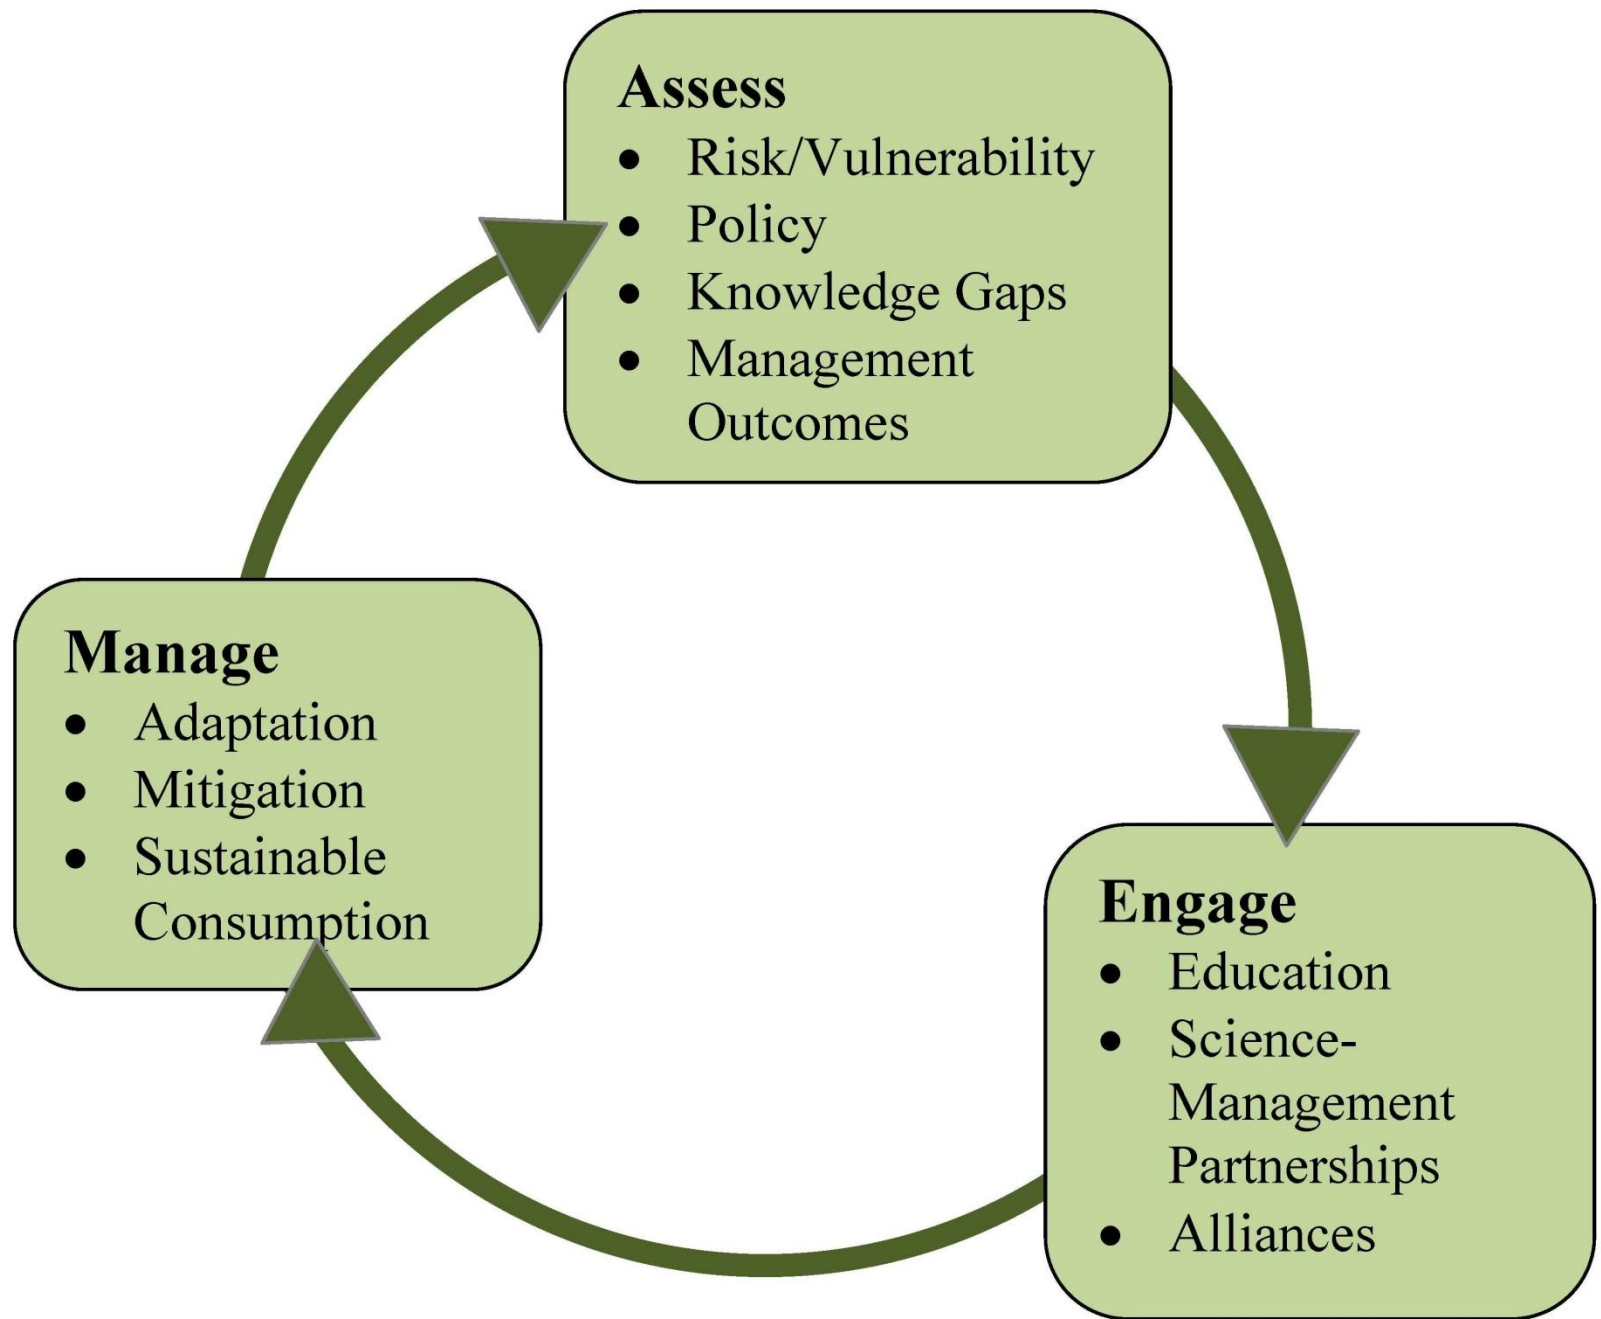 Assess
• Risk/Vulnerability
• Policy
• Knowledge Gaps
• Management
Outcomes
Engage
• Education
• Science-
Management
Partnerships
• Alliances
Manage
• Adaptation
• Mitigation
• Sustainable
Consumption